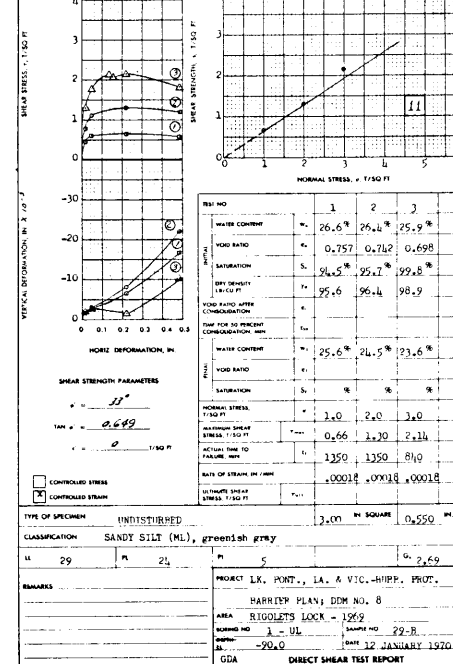 4
3
2
1
0
SHEAR STRESS, τ, T/SQ FT
3
2
1
3
2
1
0
0 1 2 3 4 5
SHEAR STRENGTH, s, T/SQ FT
NORMAL STRESS, σ, T/SQ FT
11
-30
-20
-10
0
0 0.1 0.2 0.3 0.4 0.5
VERTICAL DEFORMATION, IN. X 10⁻³
2
1
3
HORIZ DEFORMATION, IN.
SHEAR STRENGTH PARAMETERS
φ' = 33°
TAN φ' = 0.649
c' = 0 T/SQ FT
CONTROLLED STRESS
X CONTROLLED STRAIN
TEST NO 1 2 3
INITIAL
WATER CONTENT W₀ 26.6 % 26.4 % 25.9 %
VOID RATIO e₀ 0.757 0.742 0.698
SATURATION S₀ 94.5 % 95.7 % 99.8 %
DRY DENSITY LB/CU FT 95.6 96.4 98.9
VOID RATIO AFTER CONSOLIDATION
TIME FOR 50 PERCENT CONSOLIDATION, MIN
FINAL
WATER CONTENT 25.6 % 24.5 % 23.6 %
VOID RATIO
SATURATION % % %
NORMAL STRESS, T/SQ FT σ 1.0 2.0 3.0
MAXIMUM SHEAR STRESS, T/SQ FT 0.66 1.30 2.14
ACTUAL TIME TO FAILURE, MIN 1350 1350 840
RATE OF STRAIN, IN./MIN .00018 .00018 .00018
ULTIMATE SHEAR STRESS, T/SQ FT
TYPE OF SPECIMEN UNDISTURBED 3.00 IN SQUARE 0.550 IN.
CLASSIFICATION SANDY SILT (ML), greenish gray
LL 29 PL 24 PI 5 Gs 2.69
REMARKS
PROJECT LK. PONT., LA. & VIC.-HURR. PROT.
BARRIER PLAN; DDM NO. 8
AREA RIGOLETS LOCK - 1969
BORING NO 1 - UL SAMPLE NO 29-B
DEPTH EL -90.0 DATE 12 JANUARY 1970
GDA DIRECT SHEAR TEST REPORT